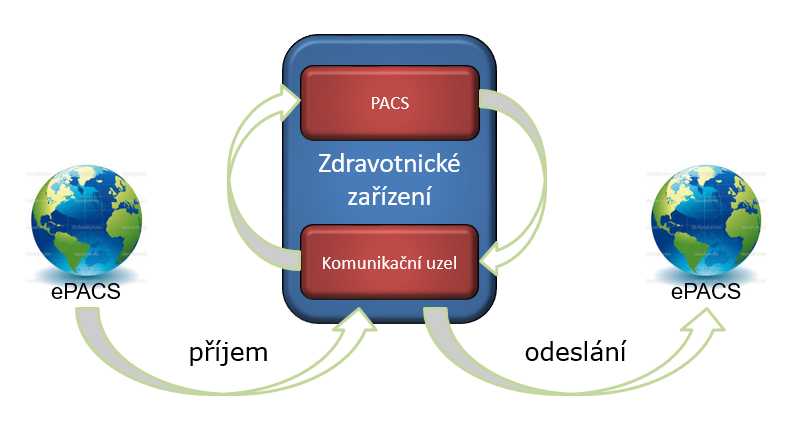 PACS
Zdravotnické
zařízení
Komunikační uzel
ePACS
ePACS
příjem
odeslání